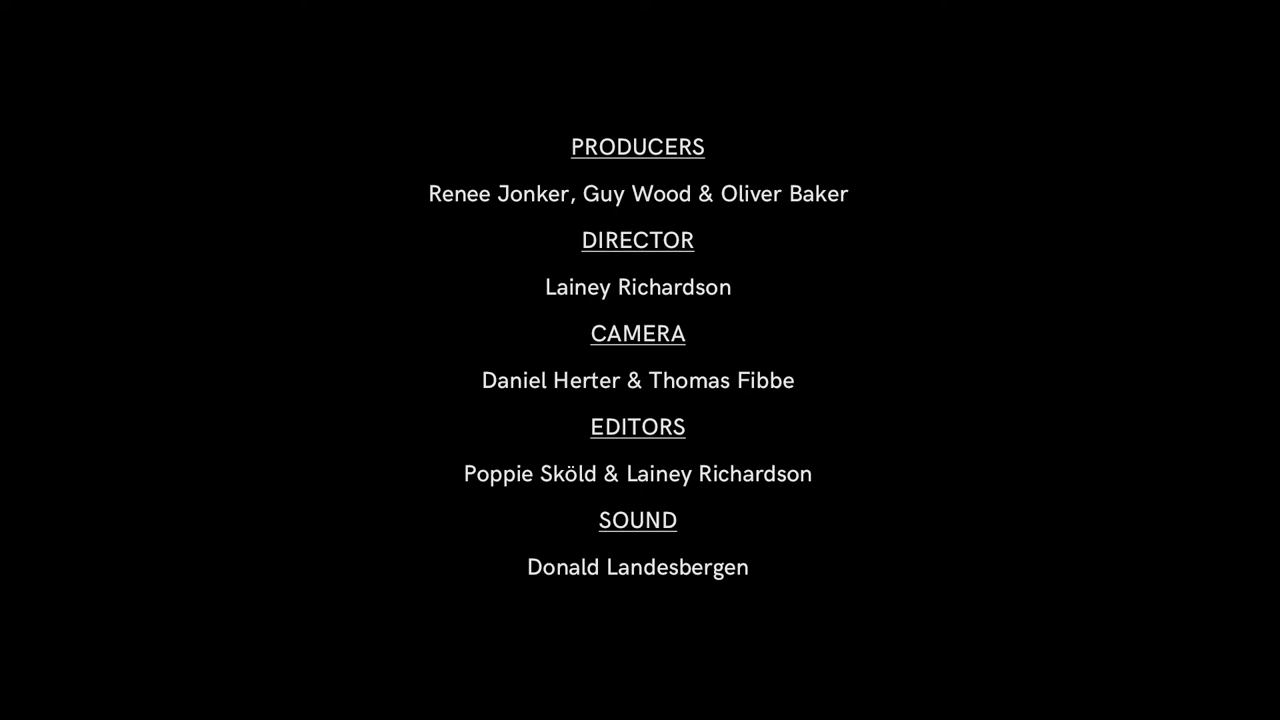 PRODUCERS
Renee Jonker, Guy Wood & Oliver Baker
DIRECTOR
Lainey Richardson
CAMERA
Daniel Herter & Thomas Fibbe
EDITORS
Poppie Sköld & Lainey Richardson
SOUND
Donald Landesbergen